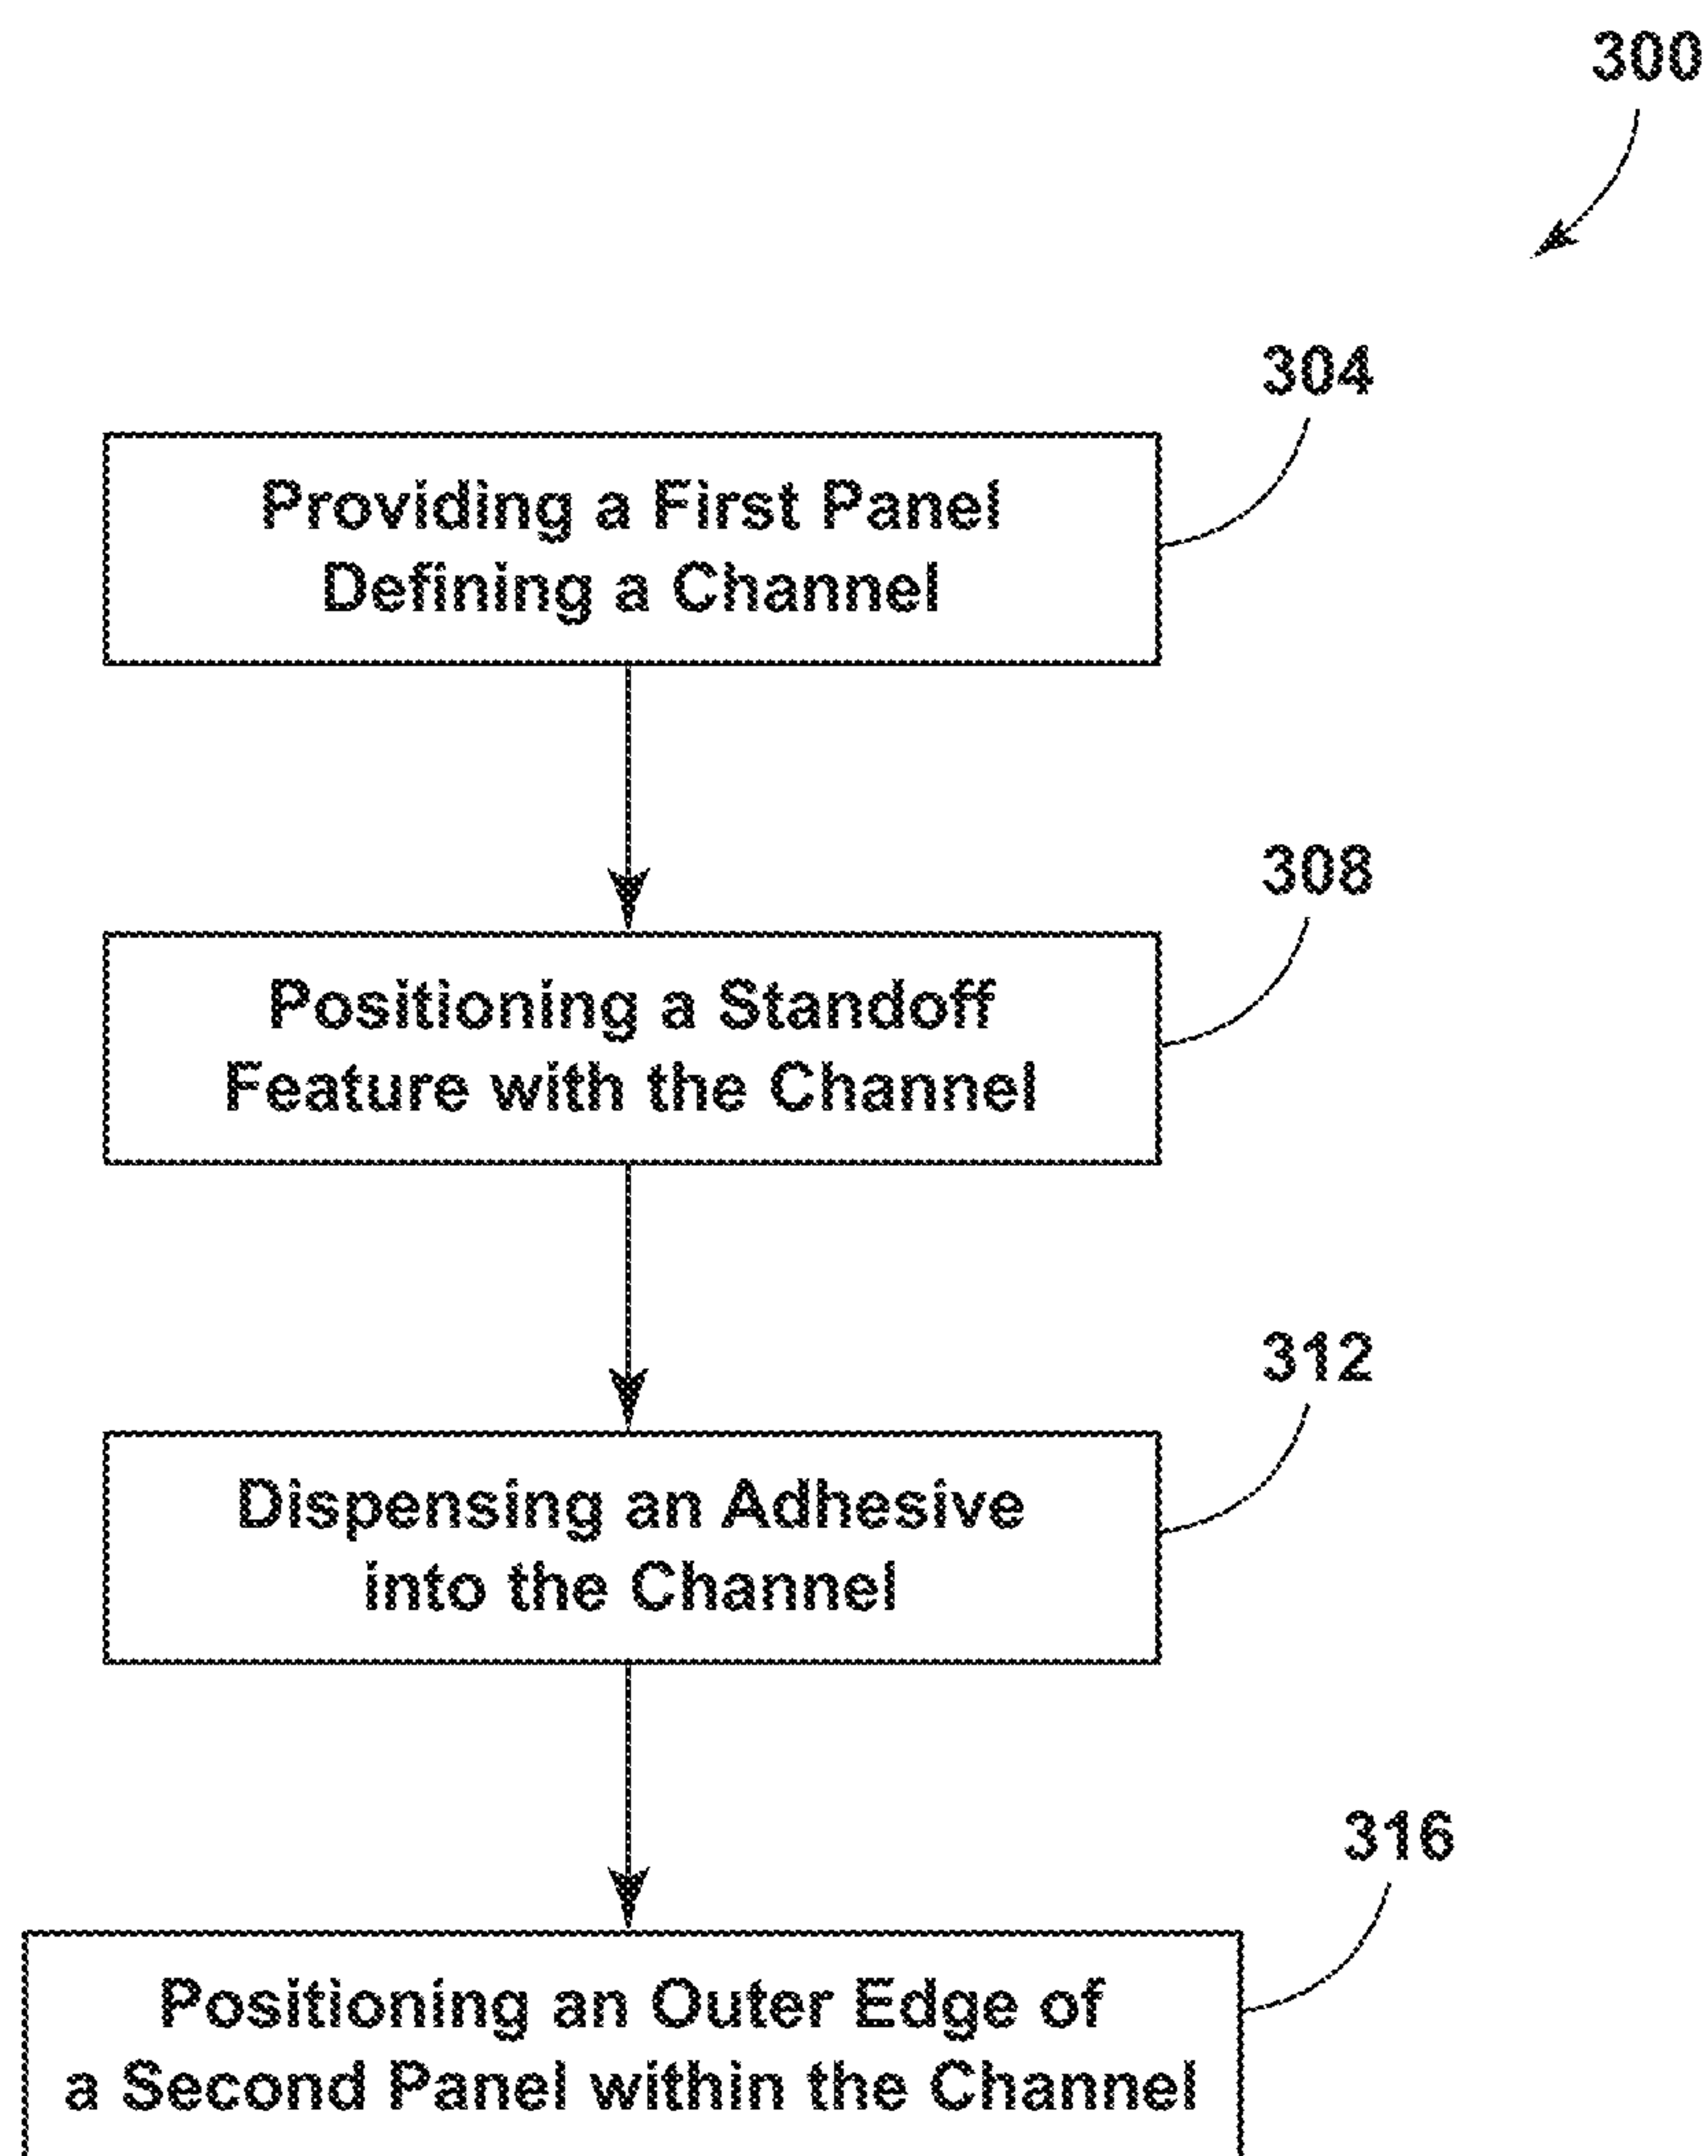 300
304
Providing a First Panel
Defining a Channel
308
Positioning a Standoff
Feature with the Channel
312
Dispensing an Adhesive
into the Channel
316
Positioning an Outer Edge of
a Second Panel within the Channel